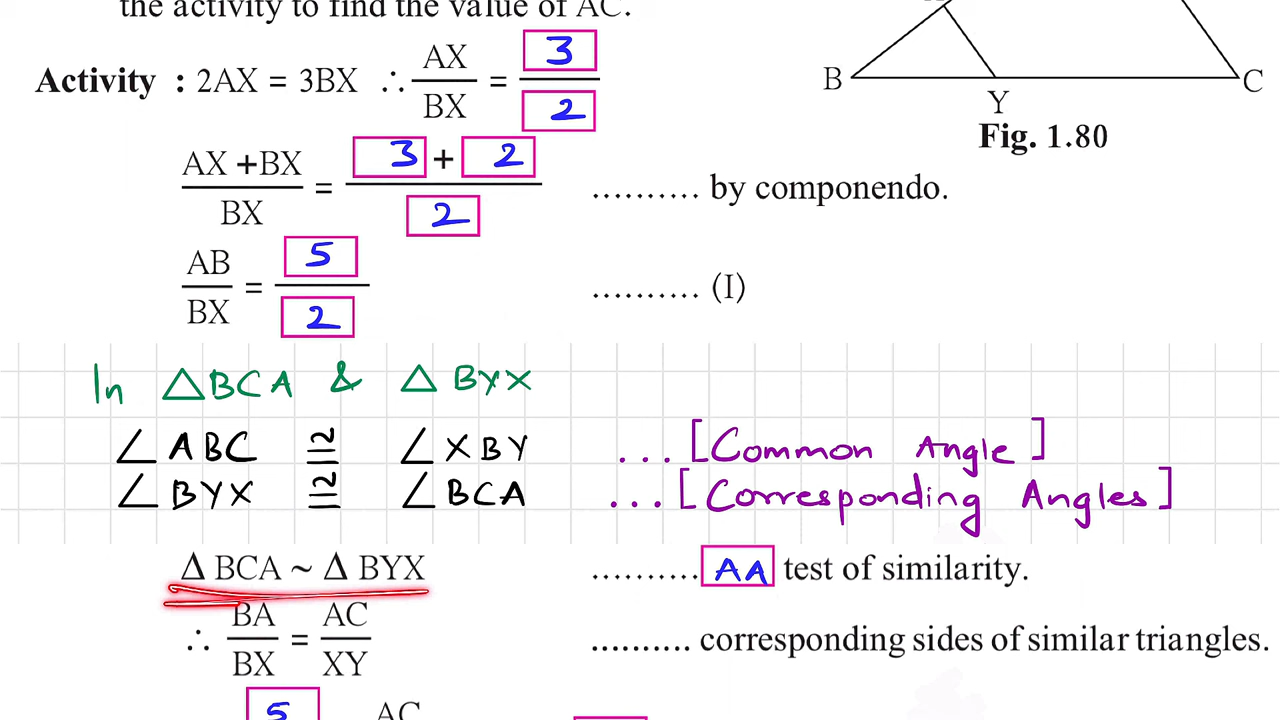 the activity to find the value of AC.
Activity : 2AX = 3BX ∴ AX/BX = 3/2
B Y C
Fig. 1.80
AX + BX/BX = 3 + 2/2 .......... by componendo.
AB/BX = 5/2 .......... (I)
In △BCA & △BYX
∠ABC ≅ ∠XBY ...[Common Angle]
∠BYX ≅ ∠BCA ...[Corresponding Angles]
Δ BCA ~ Δ BYX .......... AA test of similarity.
∴ BA/BX = AC/XY .......... corresponding sides of similar triangles.
5 AC